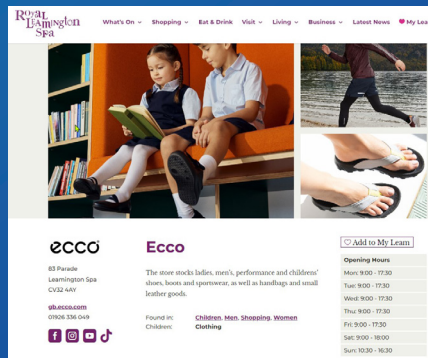 ROYAL
LEAMINGTON
SPA
What's On
Shopping
Eat & Drink
Visit
Living
Business
Latest News
My Leam
ecco
83 Parade
Leamington Spa
CV32 4AY
gb.ecco.com
01926 336 049
Ecco
The store stocks ladies, men's, performance and childrens'
shoes, boots and sportswear, as well as handbags and small
leather goods.
Found in: Children, Men, Shopping, Women
Children: Clothing
Add to My Leam
Opening Hours
Mon: 9:00 - 17:30
Tue: 9:00 - 17:30
Wed: 9:00 - 17:30
Thu: 9:00 - 17:30
Fri: 9:00 - 17:30
Sat: 9:00 - 18:00
Sun: 10:30 - 16:30